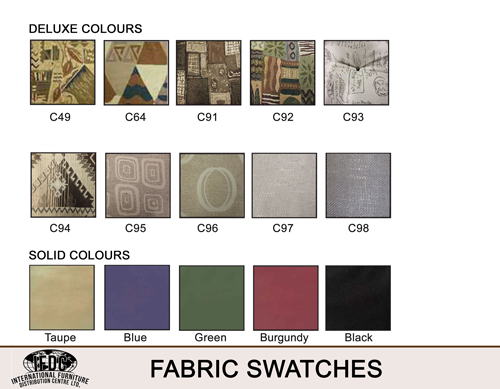 DELUXE COLOURS
C49 C64 C91 C92 C93
C94 C95 C96 C97 C98
SOLID COLOURS
Taupe Blue Green Burgundy Black
IFDC
INTERNATIONAL FURNITURE
DISTRIBUTION CENTRE LTD.
FABRIC SWATCHES